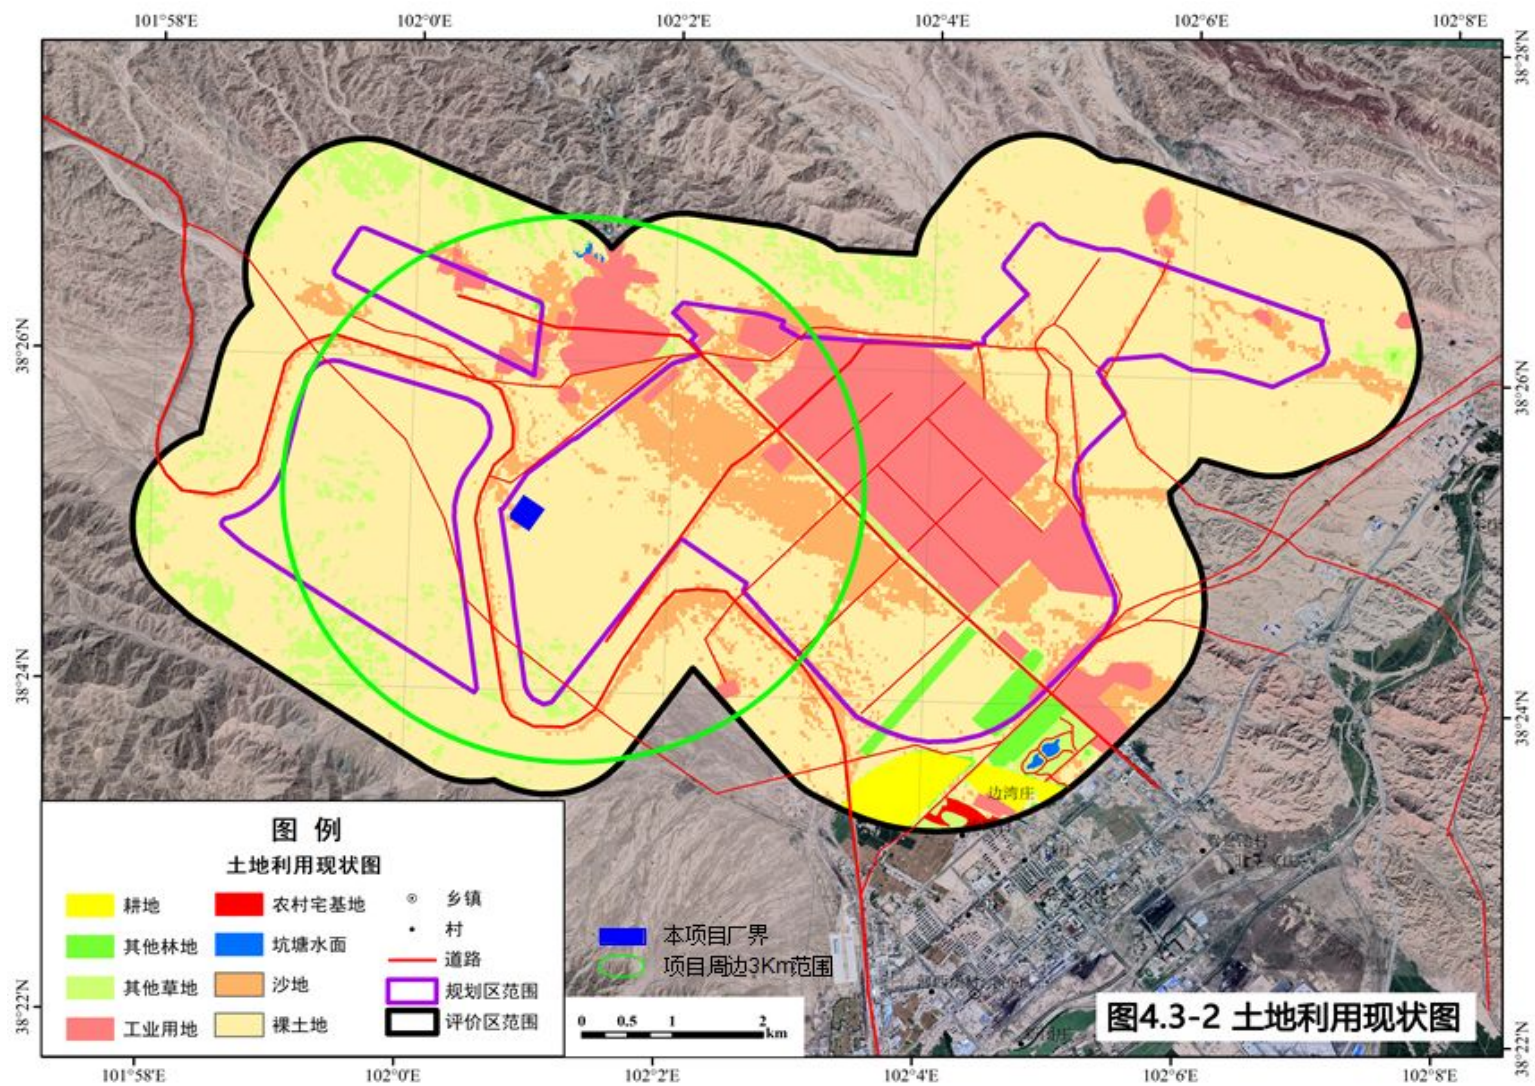 101°58'E 102°0'E 102°2'E 102°4'E 102°6'E 102°8'E
38°28'N
38°26'N
38°26'N
38°24'N
38°24'N
38°22'N
38°22'N
边湾庄
图 例
土地利用现状图
耕地
农村宅基地
乡镇
其他林地
坑塘水面
村
其他草地
沙地
道路
工业用地
裸土地
规划区范围
评价区范围
本项目厂界
项目周边3Km范围
0 0.5 1 2
km
图4.3-2 土地利用现状图
101°58'E 102°0'E 102°2'E 102°4'E 102°6'E 102°8'E